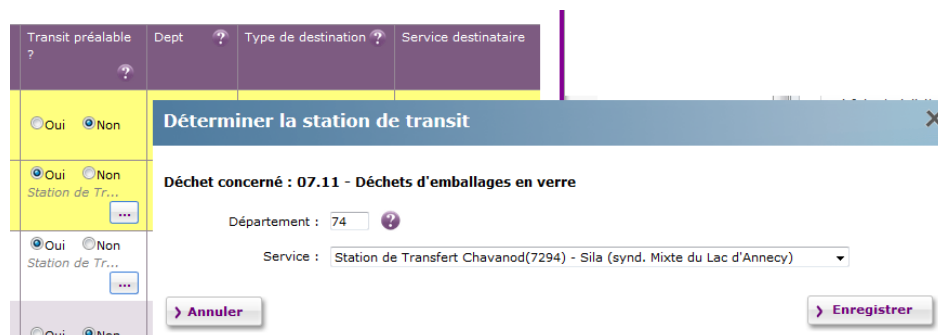 Transit préalable ?
Dept
Type de destination
Service destinataire
Oui Non
Oui Non
Station de Tr...
...
Oui Non
Station de Tr...
...
Oui Non
Déterminer la station de transit
Déchet concerné : 07.11 - Déchets d'emballages en verre
Département : 74
Service : Station de Transfert Chavanod(7294) - Sila (synd. Mixte du Lac d'Annecy)
Annuler
Enregistrer